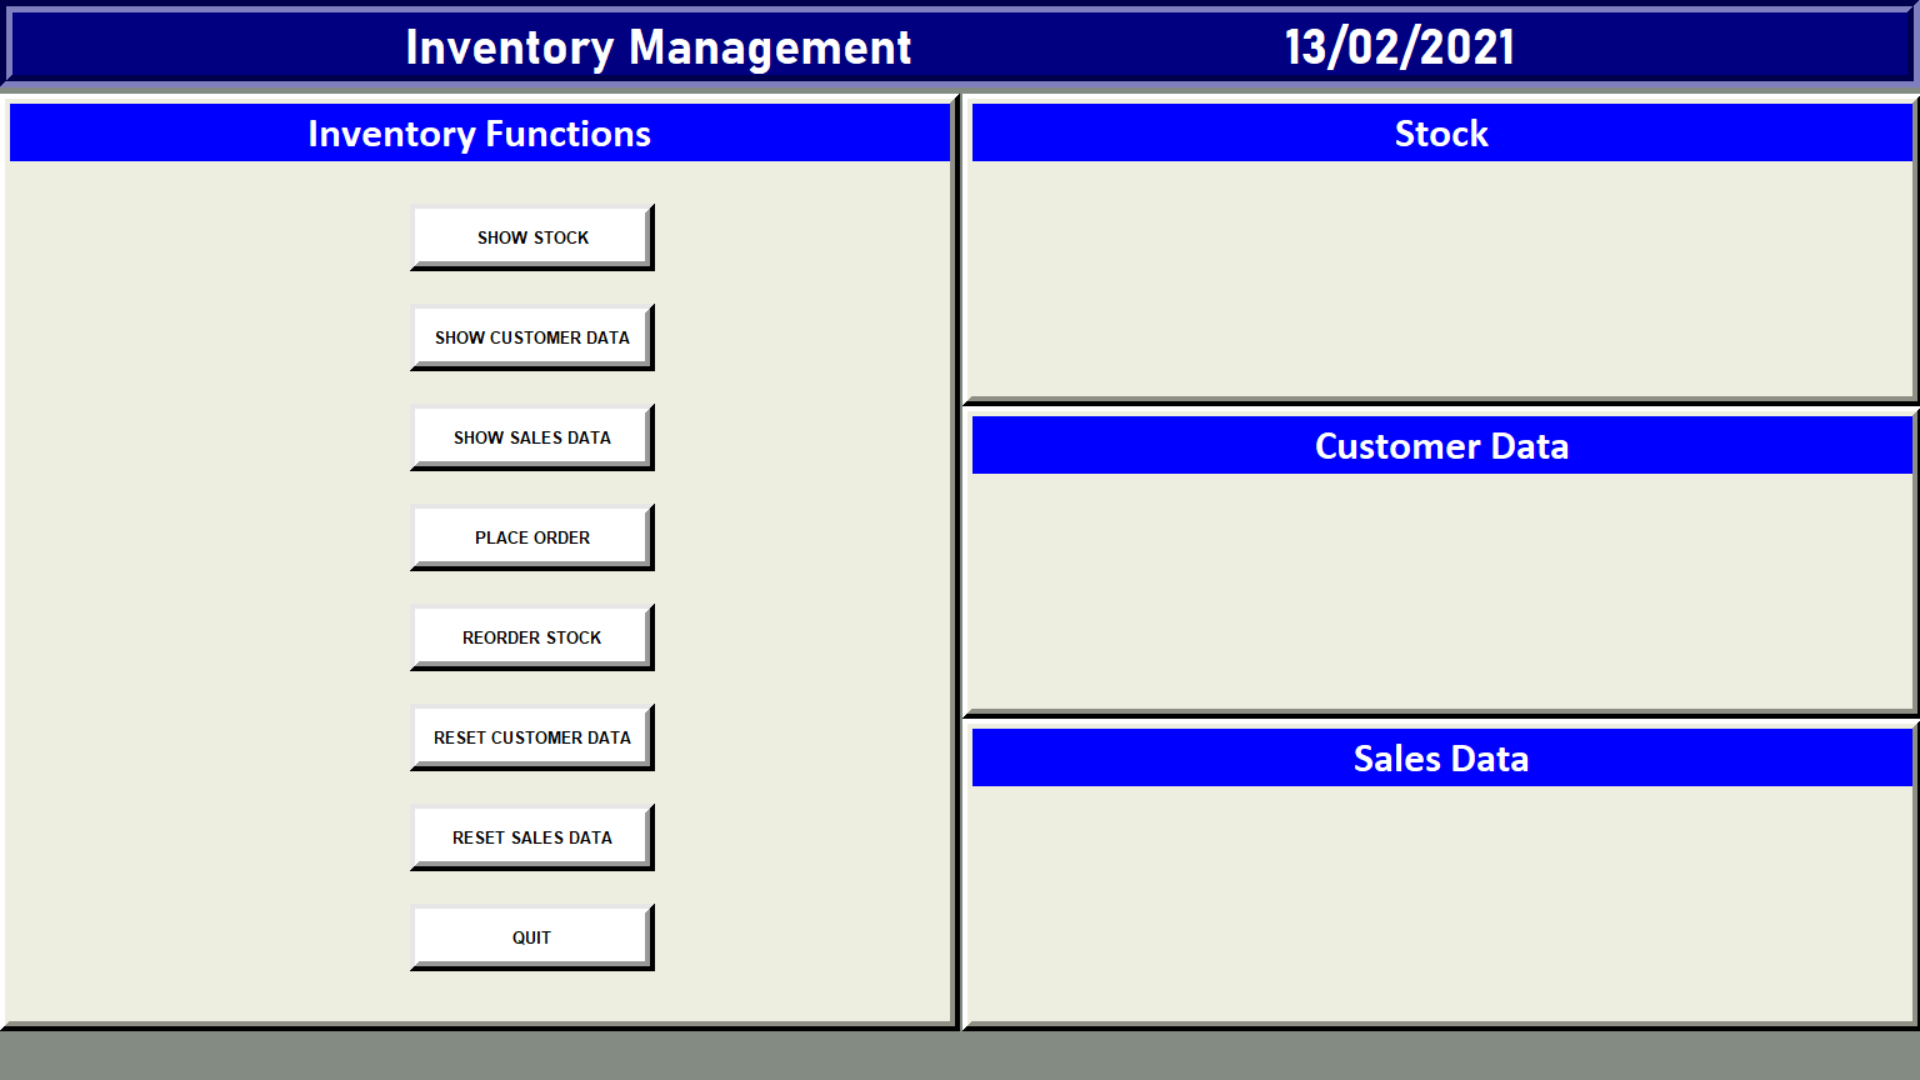 Inventory Management 13/02/2021
Inventory Functions
SHOW STOCK
SHOW CUSTOMER DATA
SHOW SALES DATA
PLACE ORDER
REORDER STOCK
RESET CUSTOMER DATA
RESET SALES DATA
QUIT
Stock
Customer Data
Sales Data